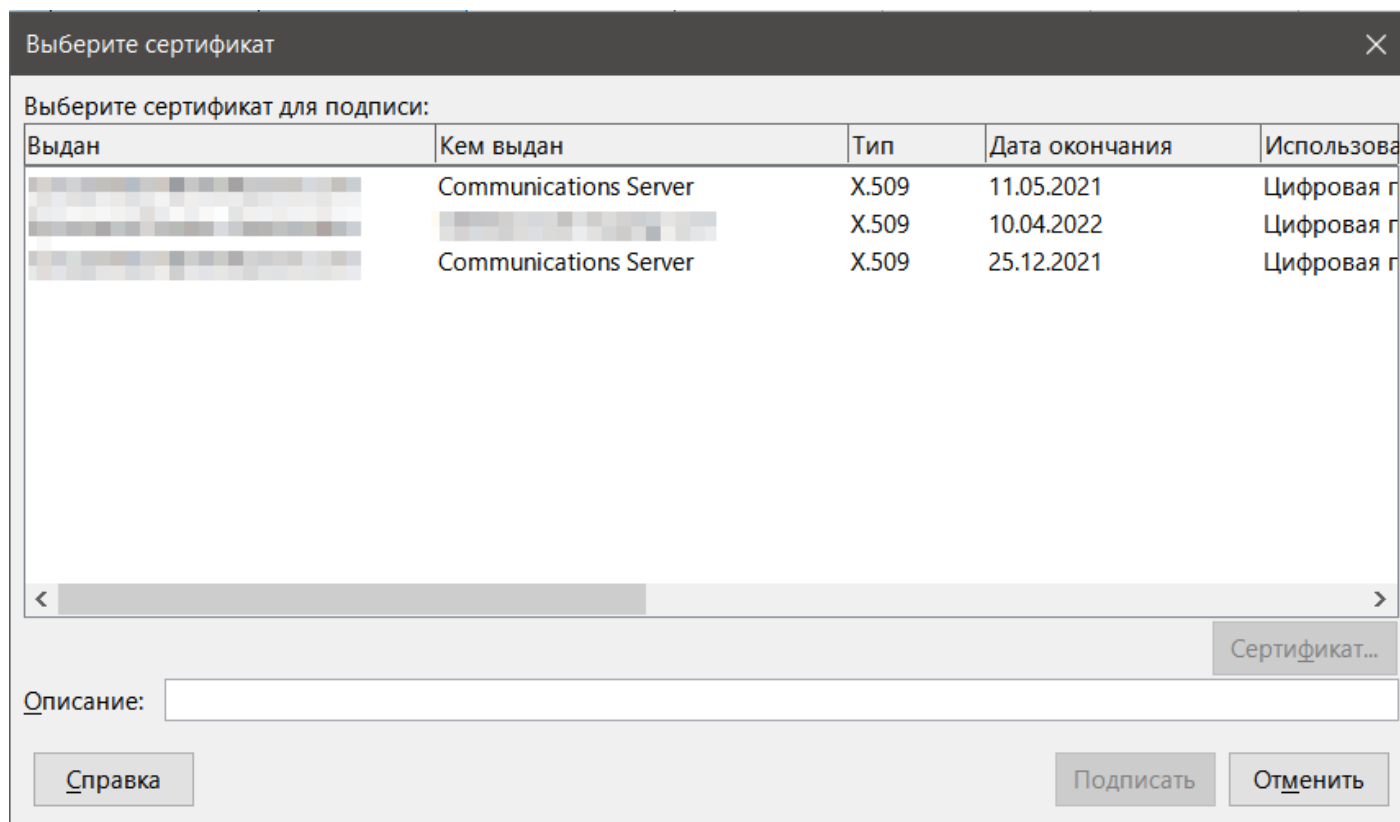 Выберите сертификат
Выберите сертификат для подписи:
Выдан Кем выдан Тип Дата окончания Использова
Communications Server X.509 11.05.2021 Цифровая п
X.509 10.04.2022 Цифровая п
Communications Server X.509 25.12.2021 Цифровая п
Сертификат...
Описание:
Справка Подписать Отменить